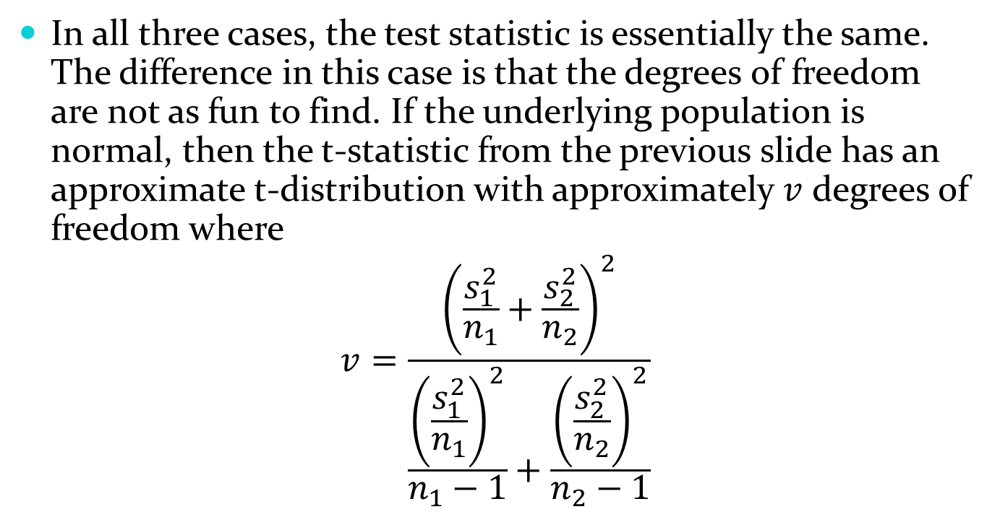 • In all three cases, the test statistic is essentially the same.
The difference in this case is that the degrees of freedom
are not as fun to find. If the underlying population is
normal, then the t-statistic from the previous slide has an
approximate t-distribution with approximately 𝑣 degrees of
freedom where
$v = \frac{\left(\frac{s_1^2}{n_1} + \frac{s_2^2}{n_2}\right)^2}{\frac{\left(\frac{s_1^2}{n_1}\right)^2}{n_1 - 1} + \frac{\left(\frac{s_2^2}{n_2}\right)^2}{n_2 - 1}}$